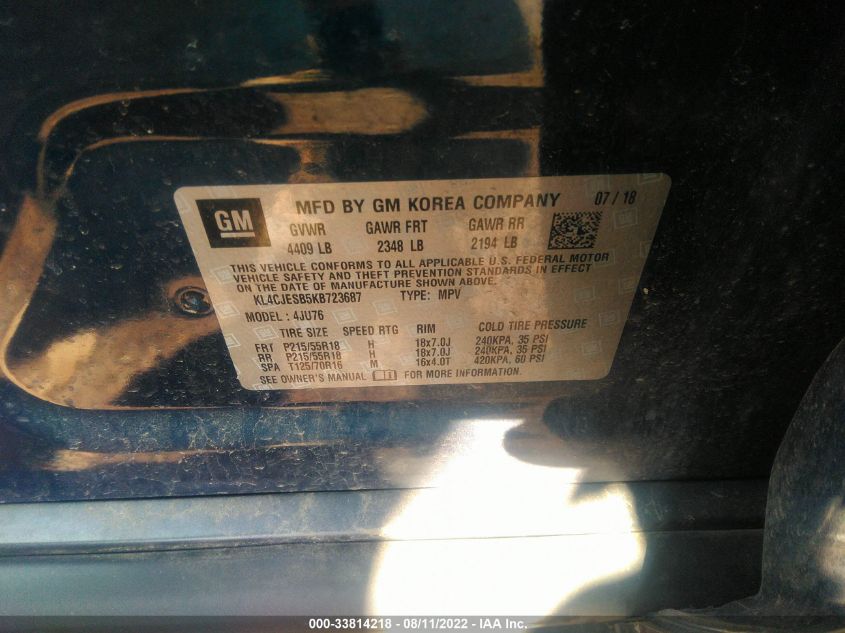 GM
MFD BY GM KOREA COMPANY 07 / 18
GVWR GAWR FRT GAWR RR
4409 LB 2348 LB 2194 LB
THIS VEHICLE CONFORMS TO ALL APPLICABLE U.S. FEDERAL MOTOR
VEHICLE SAFETY AND THEFT PREVENTION STANDARDS IN EFFECT
ON THE DATE OF MANUFACTURE SHOWN ABOVE.
KL4CJESB5KB723687 TYPE: MPV
MODEL : 4JU76
TIRE SIZE SPEED RTG RIM COLD TIRE PRESSURE
FRT P215/55R18 H 18x7.0J 240KPA, 35 PSI
RR P215/55R18 H 18x7.0J 240KPA, 35 PSI
SPA T125/70R16 M 16x4.0T 420KPA, 60 PSI
SEE OWNER'S MANUAL FOR MORE INFORMATION.
000-33814218 - 08/11/2022 - IAA Inc.